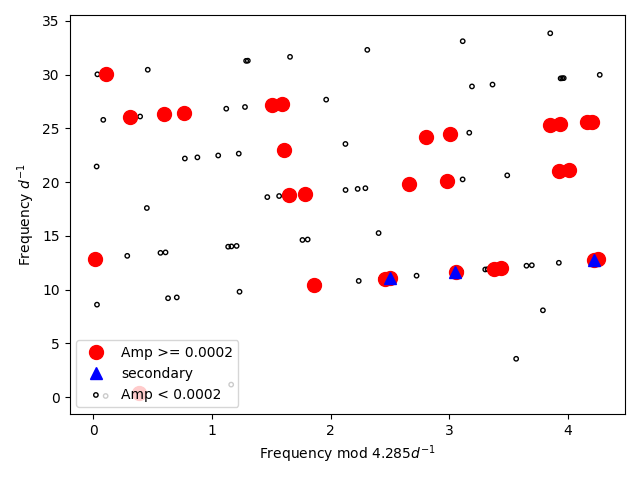 35
30
25
20
15
10
5
0
Frequency d⁻¹
Amp >= 0.0002
secondary
Amp < 0.0002
0 1 2 3 4
Frequency mod 4.285d⁻¹